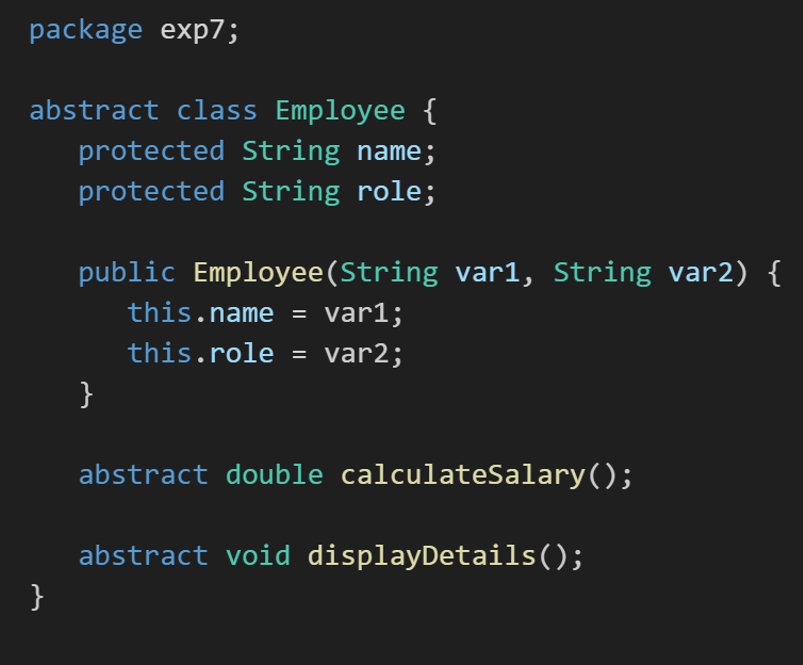 package exp7;
abstract class Employee {
protected String name;
protected String role;
public Employee(String var1, String var2) {
this.name = var1;
this.role = var2;
}
abstract double calculateSalary();
abstract void displayDetails();
}